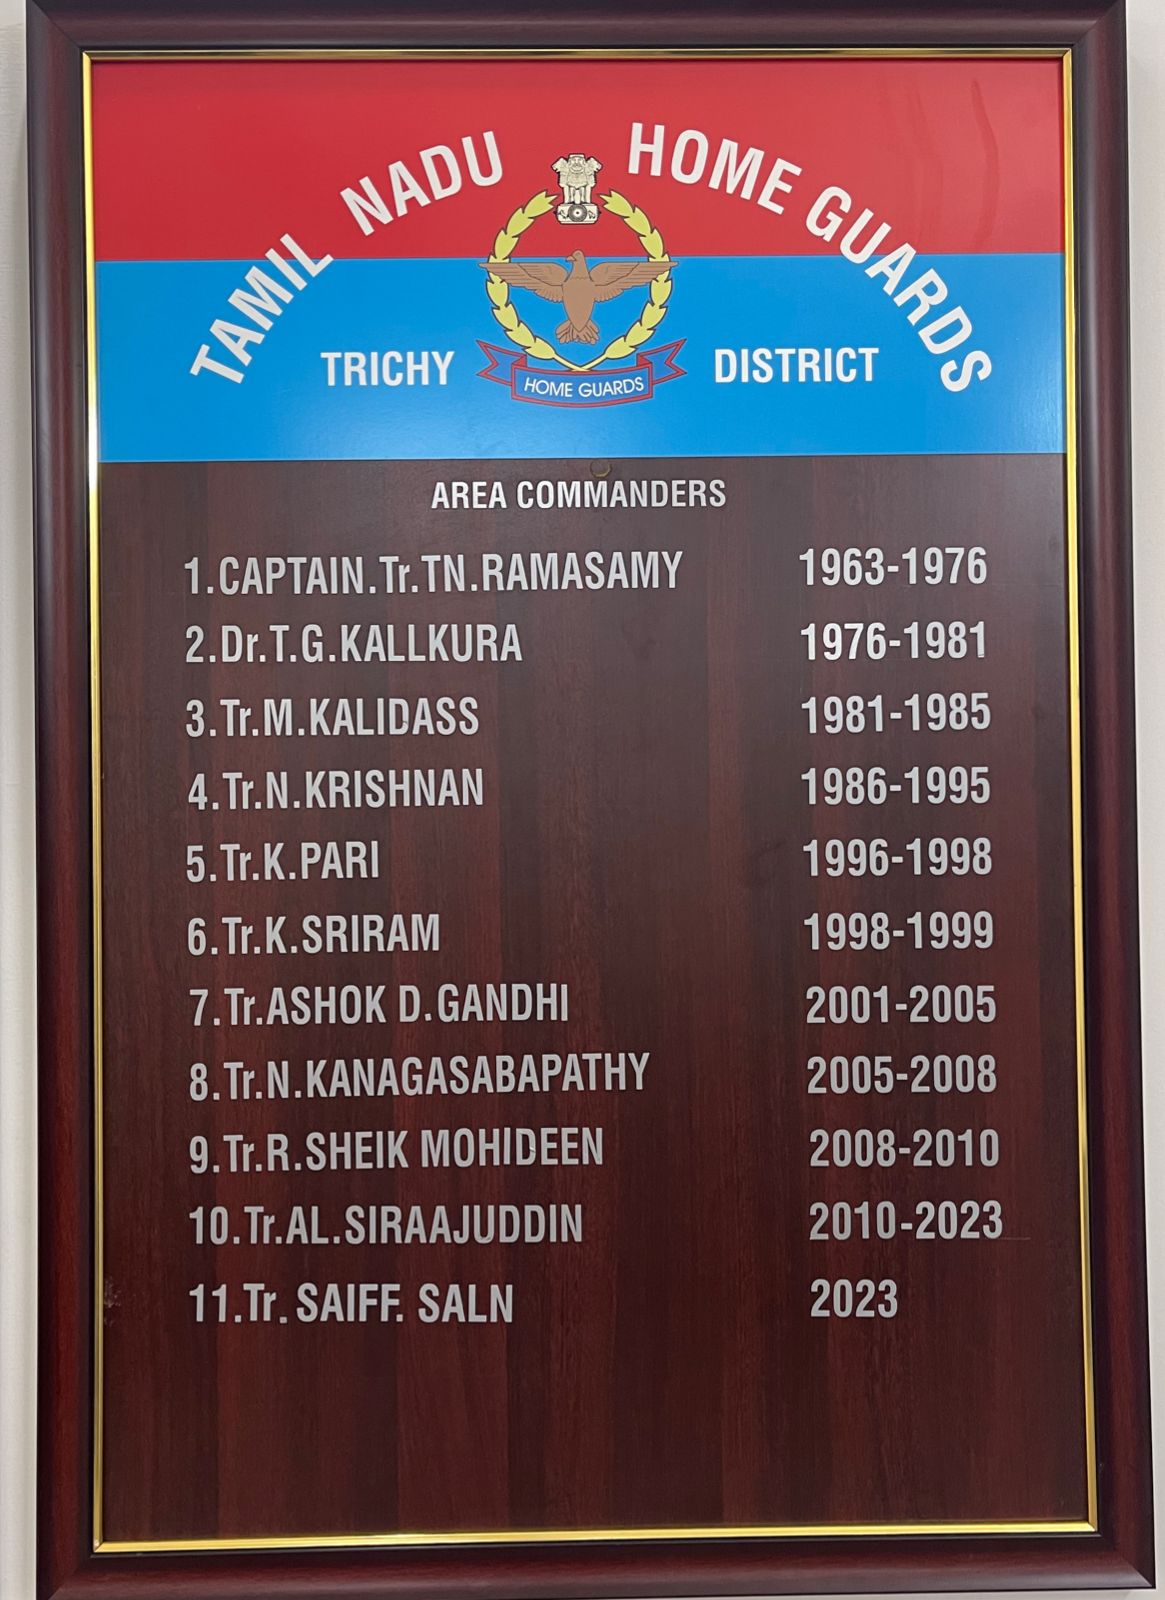 TAMIL NADU HOME GUARDS
TRICHY DISTRICT
HOME GUARDS
AREA COMMANDERS
1.CAPTAIN.Tr.TN.RAMASAMY 1963-1976
2.Dr.T.G.KALLKURA 1976-1981
3.Tr.M.KALIDASS 1981-1985
4.Tr.N.KRISHNAN 1986-1995
5.Tr.K.PARI 1996-1998
6.Tr.K.SRIRAM 1998-1999
7.Tr.ASHOK D.GANDHI 2001-2005
8.Tr.N.KANAGASABAPATHY 2005-2008
9.Tr.R.SHEIK MOHIDEEN 2008-2010
10.Tr.AL.SIRAAJUDDIN 2010-2023
11.Tr. SAIFF. SALN 2023